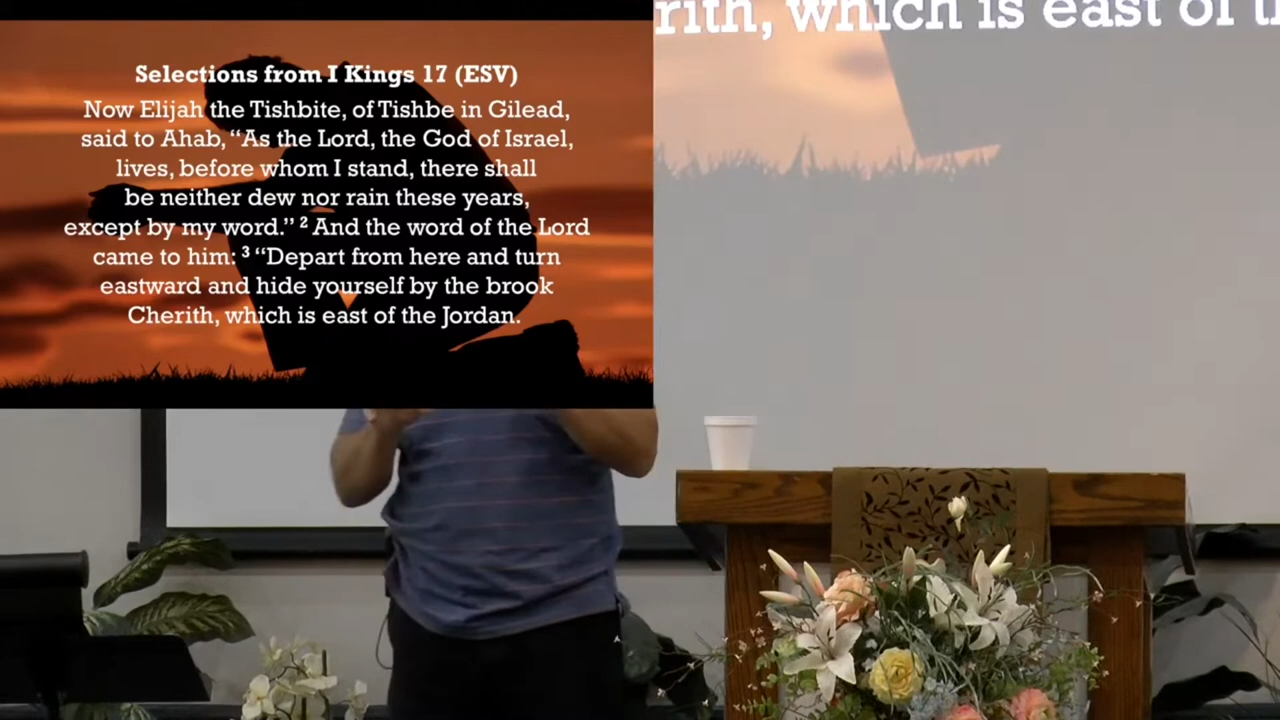 Selections from I Kings 17 (ESV)
Now Elijah the Tishbite, of Tishbe in Gilead,
said to Ahab, “As the Lord, the God of Israel,
lives, before whom I stand, there shall
be neither dew nor rain these years,
except by my word.” ² And the word of the Lord
came to him: ³ “Depart from here and turn
eastward and hide yourself by the brook
Cherith, which is east of the Jordan.
rith, which is east of t